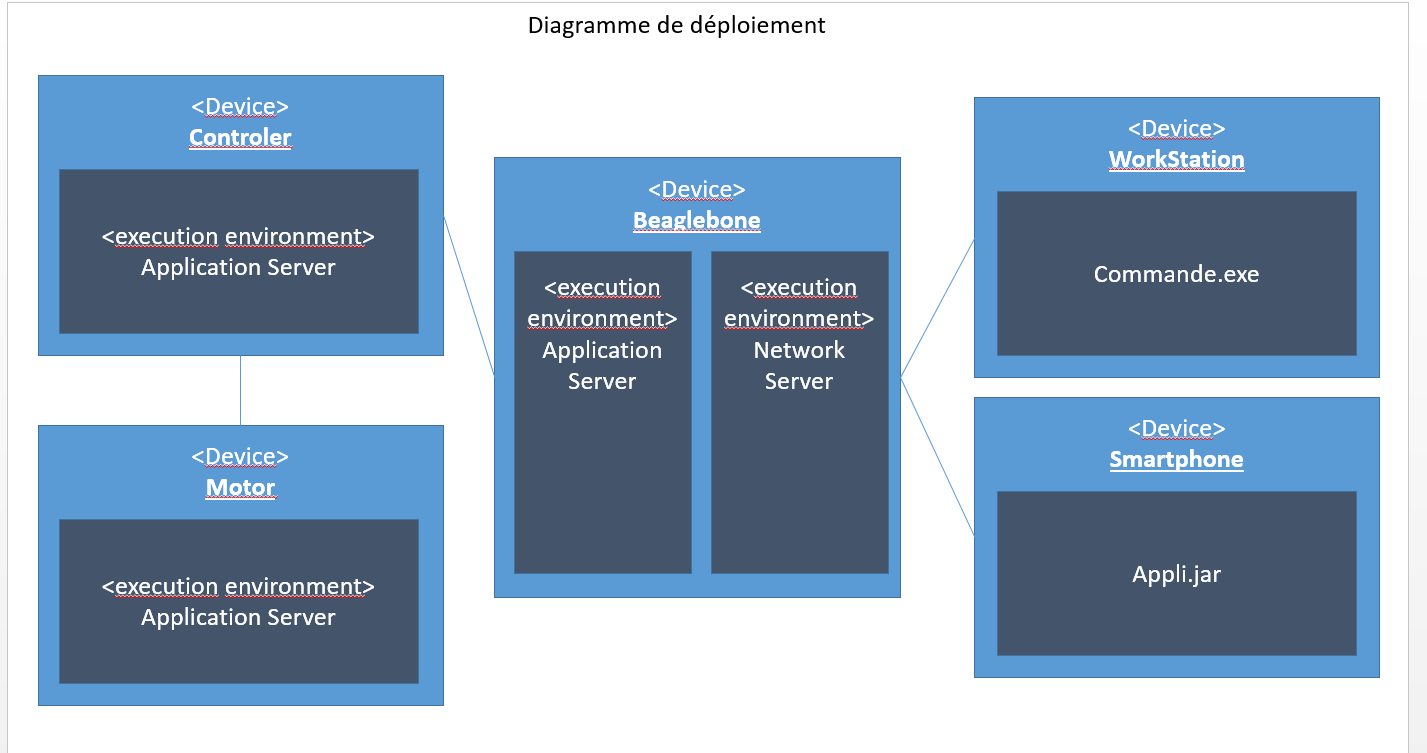 Diagramme de déploiement
<Device>
Controler
<execution environment>
Application Server
<Device>
Motor
<execution environment>
Application Server
<Device>
Beaglebone
<execution
environment>
Application
Server
<execution
environment>
Network
Server
<Device>
WorkStation
Commande.exe
<Device>
Smartphone
Appli.jar